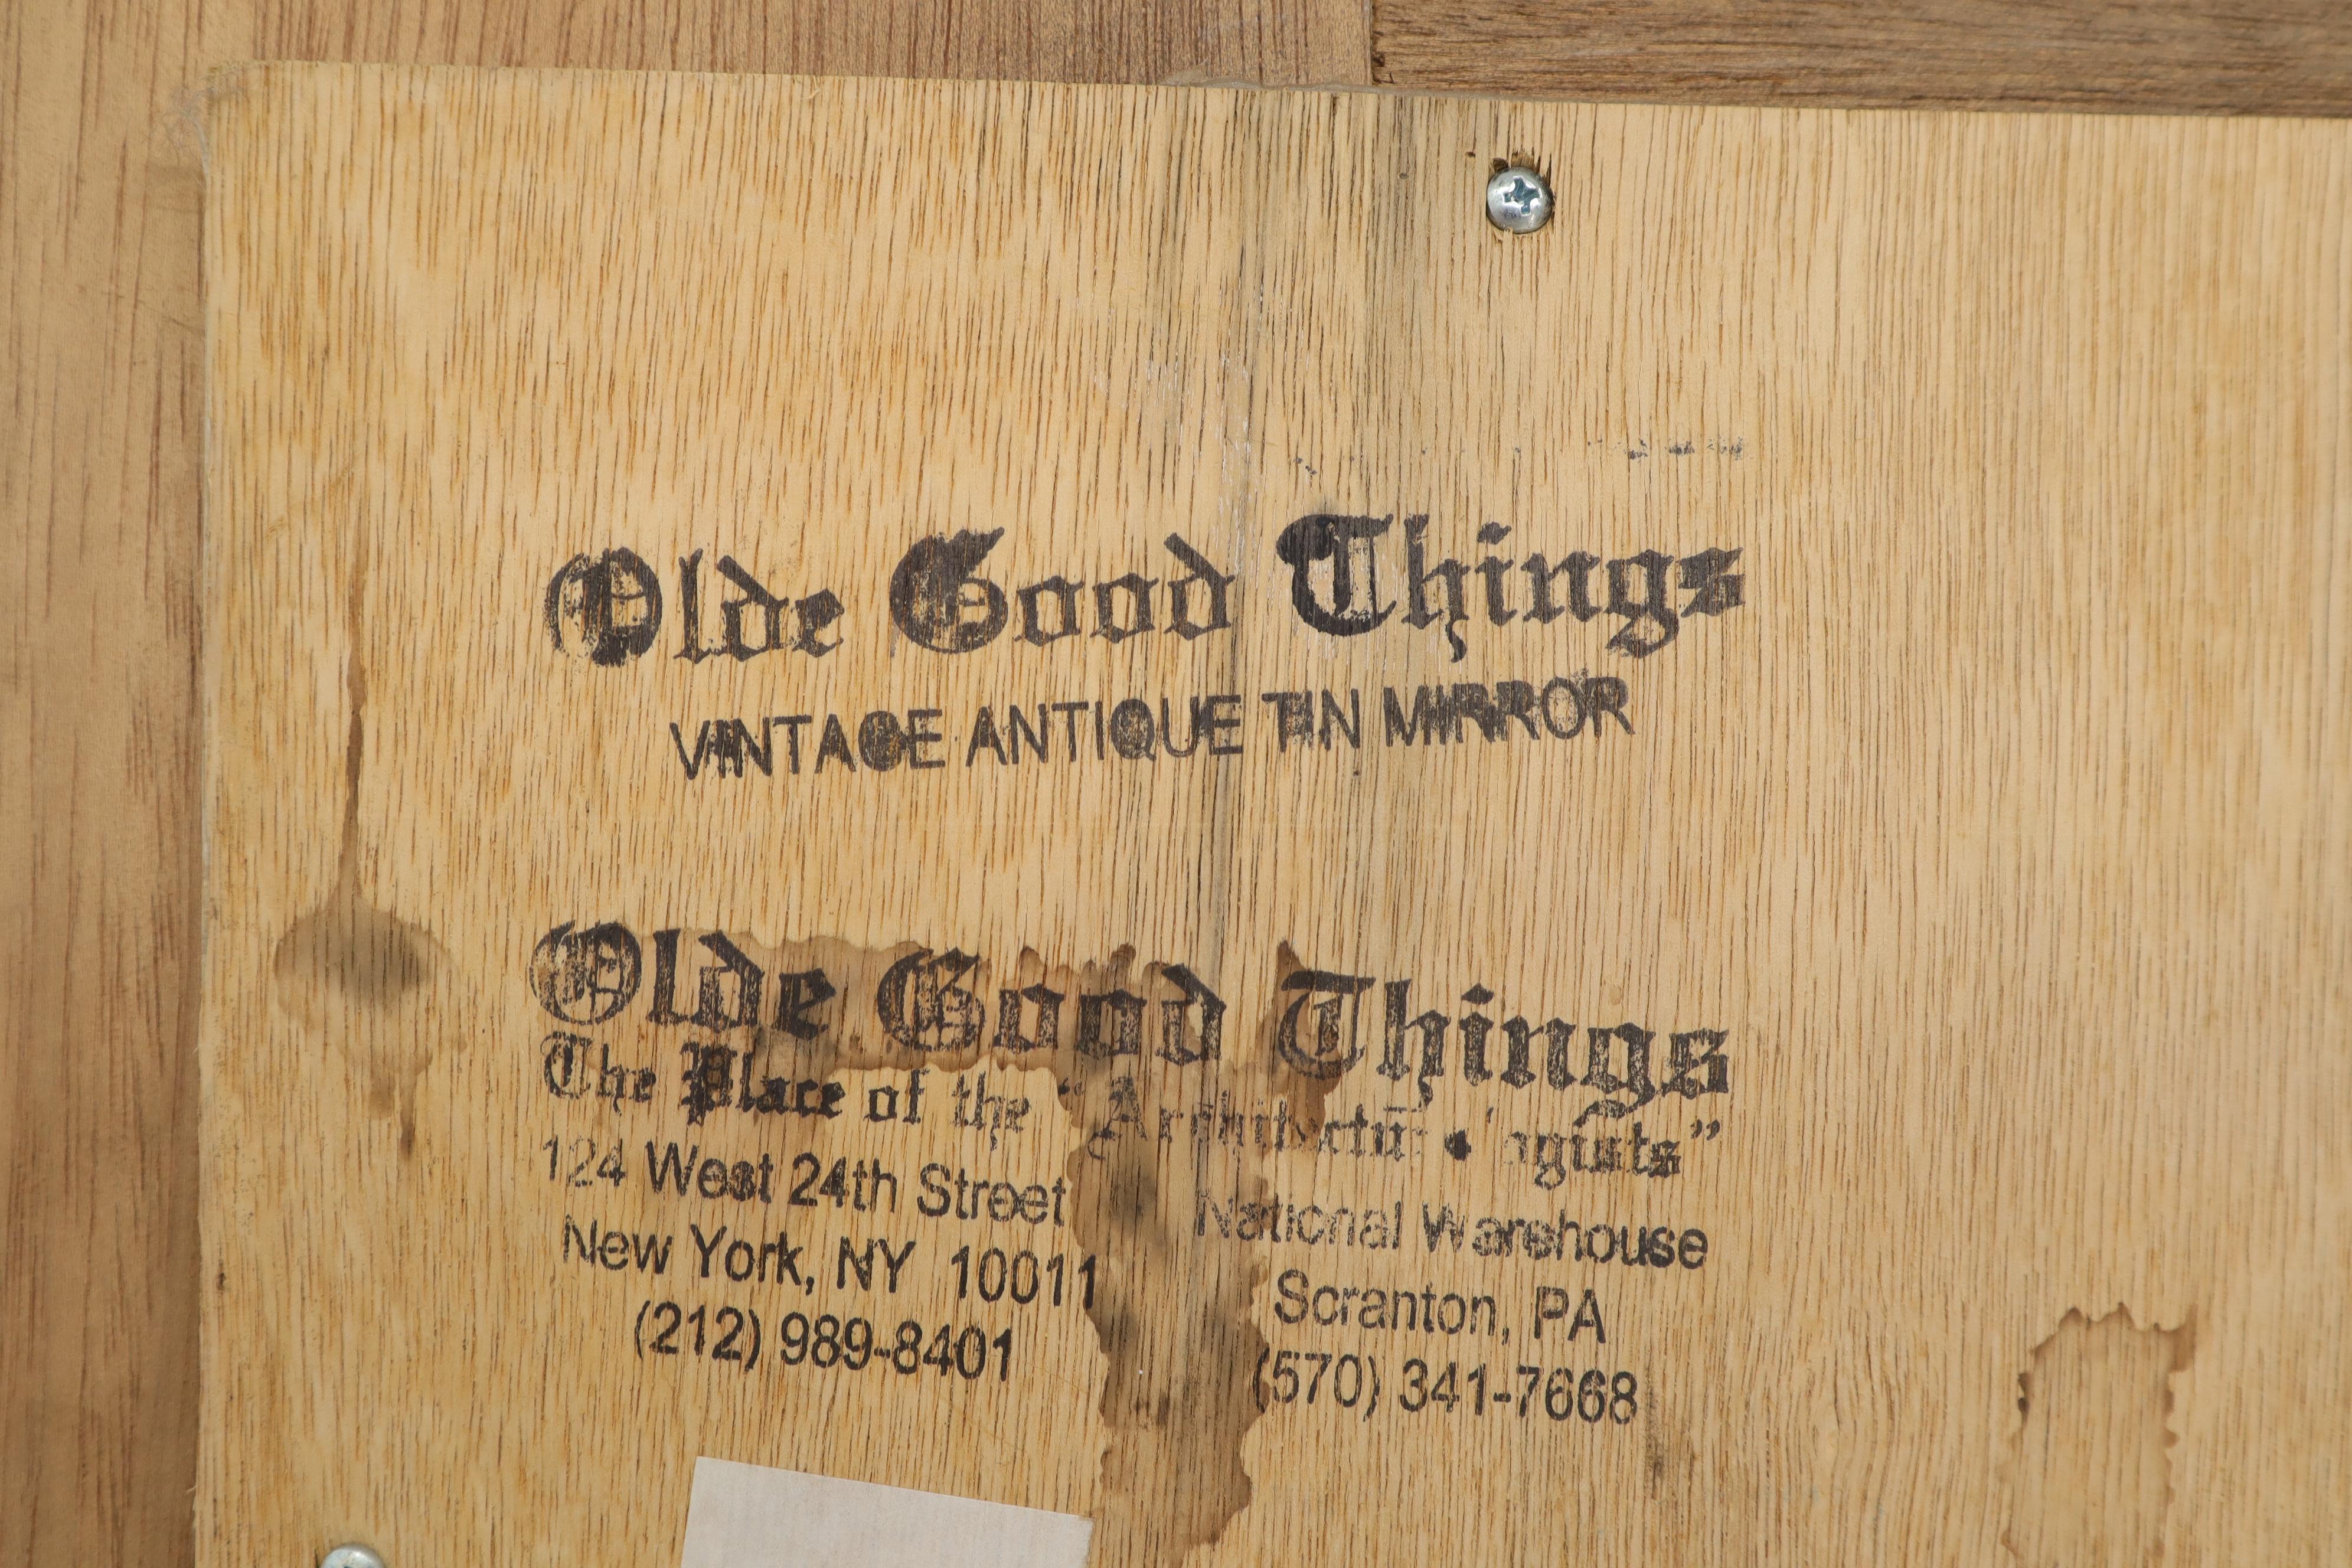 Olde Good Things
VINTAGE ANTIQUE TIN MIRROR
Olde Good Things
The Place of the
124 West 24th Street
New York, NY 10011
(212) 989-8401
National Warehouse
Scranton, PA
(570) 341-7668